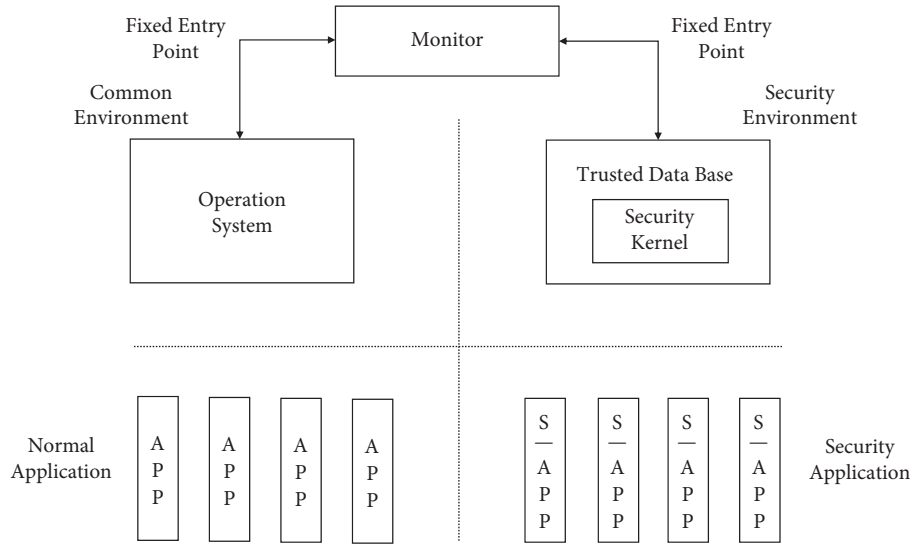 Fixed Entry
Point
Monitor
Fixed Entry
Point
Common
Environment
Security
Environment
Operation
System
Trusted Data Base
Security
Kernel
Normal
Application
A
P
P
A
P
P
A
P
P
A
P
P
S
|
A
P
P
S
|
A
P
P
S
|
A
P
P
S
|
A
P
P
Security
Application